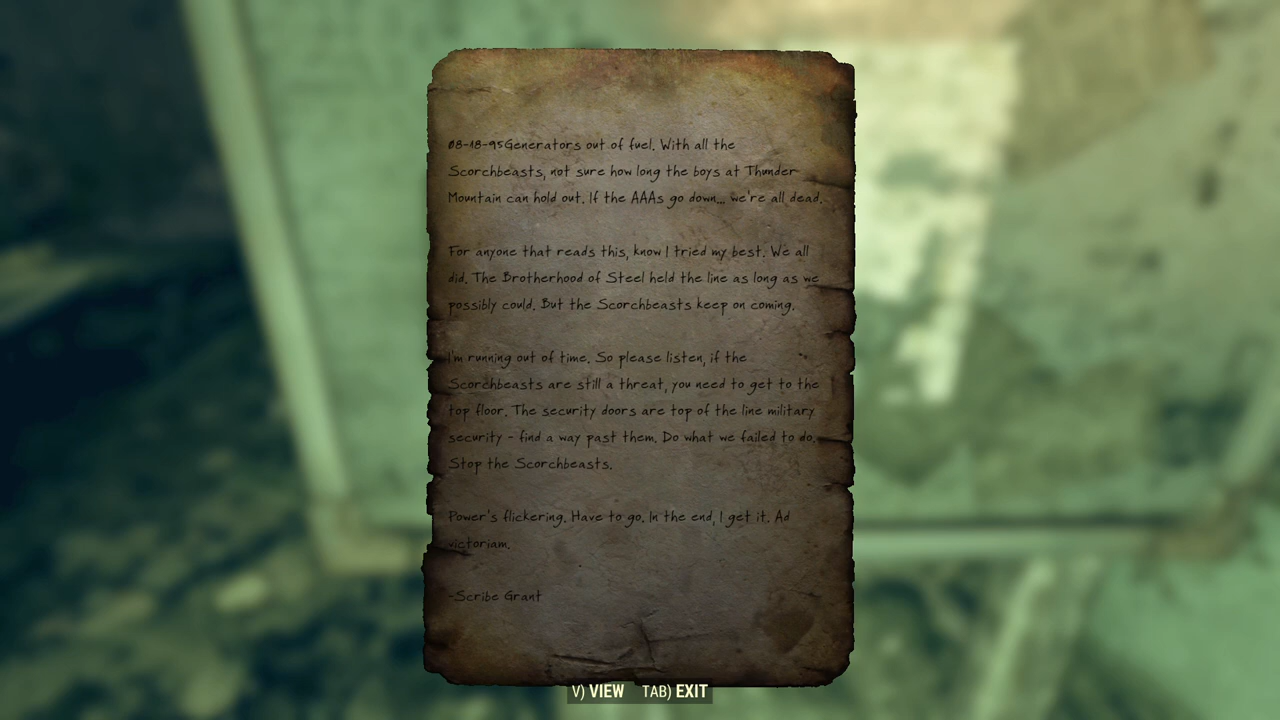 08-18-95Generators out of fuel. With all the
Scorchbeasts, not sure how long the boys at Thunder
Mountain can hold out. If the AAAs go down... we're all dead.
For anyone that reads this, know I tried my best. We all
did. The Brotherhood of Steel held the line as long as we
possibly could. But the Scorchbeasts keep on coming.
I'm running out of time. So please listen, if the
Scorchbeasts are still a threat, you need to get to the
top floor. The security doors are top of the line military
security - find a way past them. Do what we failed to do.
Stop the Scorchbeasts.
Power's flickering. Have to go. In the end, I get it. Ad
victoriam.
-Scribe Grant
V) VIEW TAB) EXIT